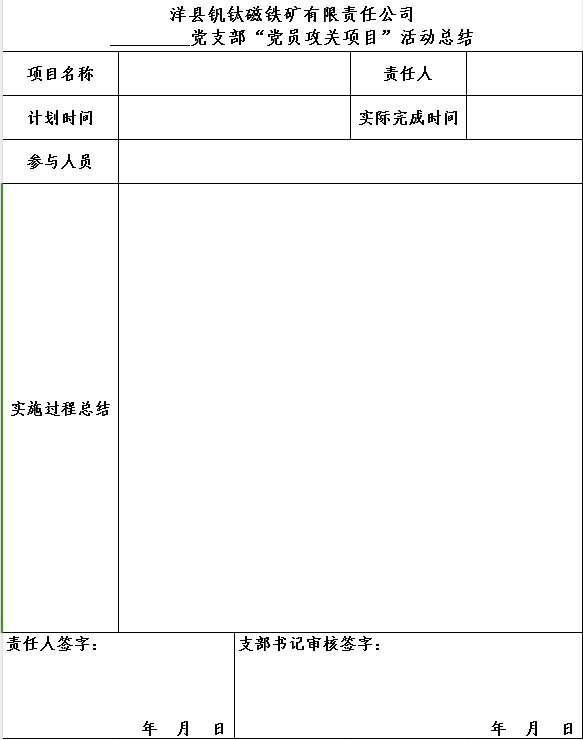 洋县钒钛磁铁矿有限责任公司
________党支部“党员攻关项目”活动总结
项目名称 责任人
计划时间 实际完成时间
参与人员
实施过程总结
责任人签字： 支部书记审核签字：
年 月 日 年 月 日